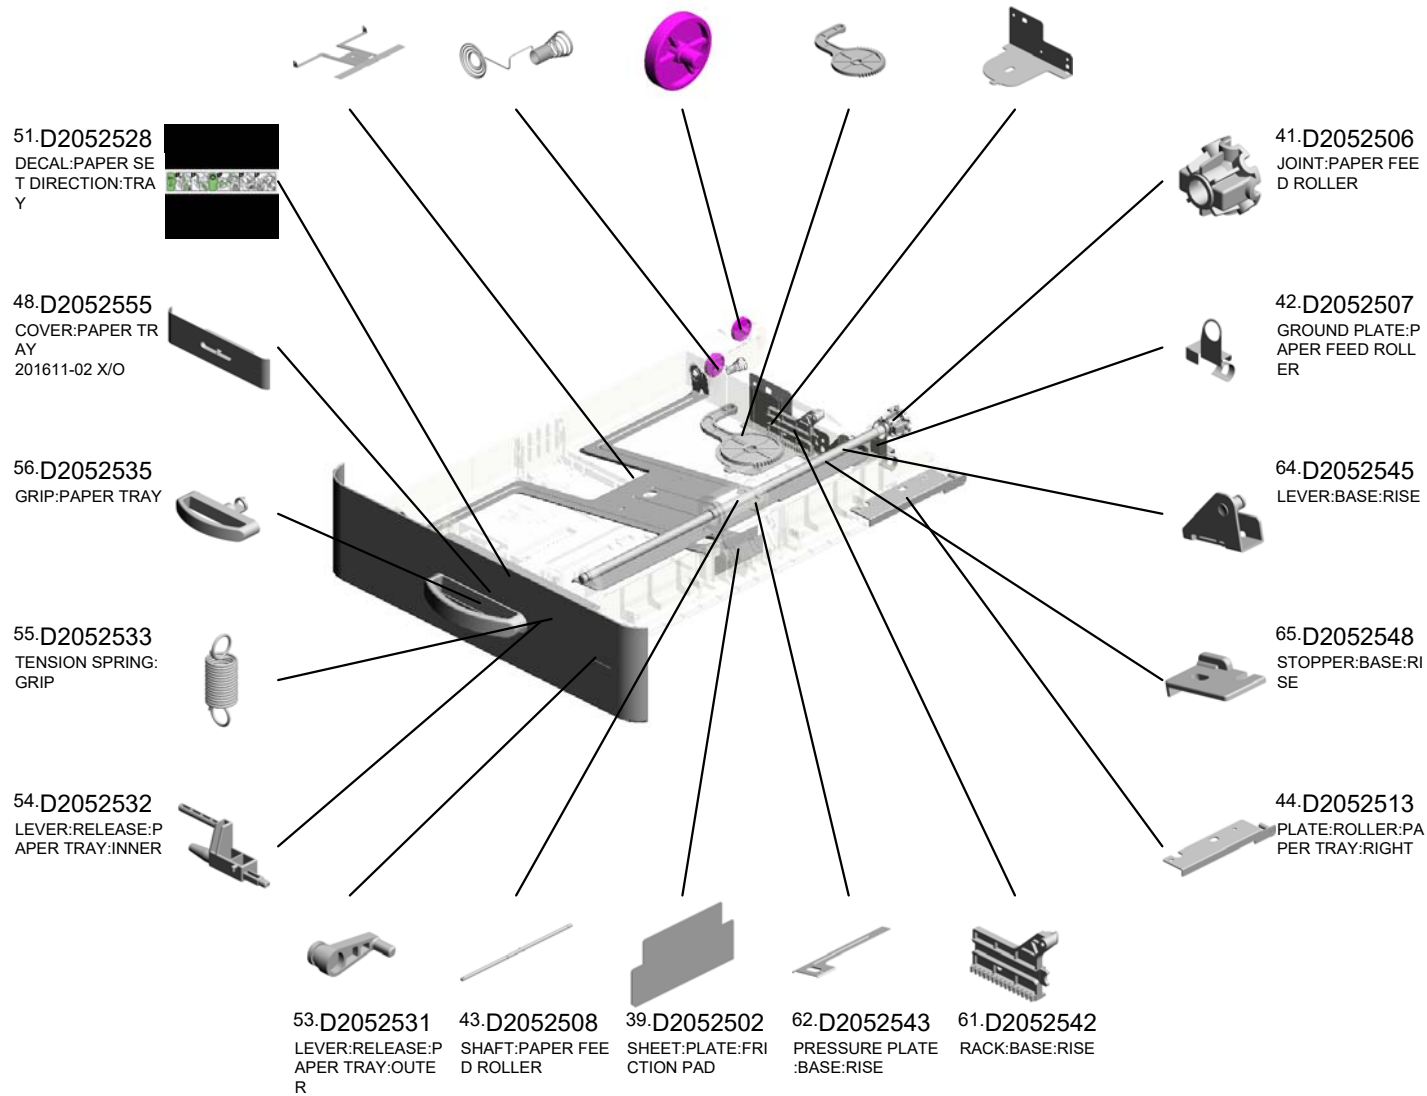 51.D2052528
DECAL:PAPER SE
T DIRECTION:TRA
Y
48.D2052555
COVER:PAPER TR
AY
201611-02 X/O
56.D2052535
GRIP:PAPER TRAY
55.D2052533
TENSION SPRING:
GRIP
54.D2052532
LEVER:RELEASE:P
APER TRAY:INNER
53.D2052531
LEVER:RELEASE:P
APER TRAY:OUTE
R
43.D2052508
SHAFT:PAPER FEE
D ROLLER
39.D2052502
SHEET:PLATE:FRI
CTION PAD
62.D2052543
PRESSURE PLATE
:BASE:RISE
61.D2052542
RACK:BASE:RISE
41.D2052506
JOINT:PAPER FEE
D ROLLER
42.D2052507
GROUND PLATE:P
APER FEED ROLL
ER
64.D2052545
LEVER:BASE:RISE
65.D2052548
STOPPER:BASE:RI
SE
44.D2052513
PLATE:ROLLER:PA
PER TRAY:RIGHT